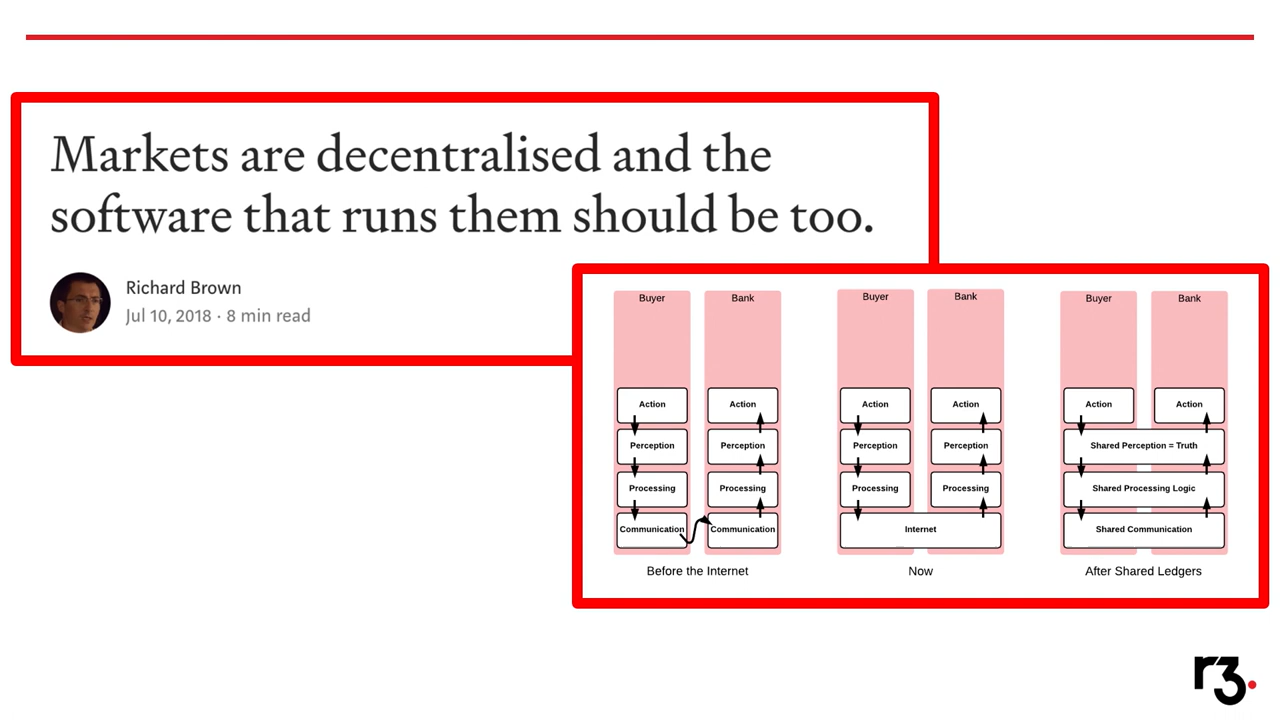 Markets are decentralised and the
software that runs them should be too.
Richard Brown
Jul 10, 2018 · 8 min read
Buyer
Bank
Action
Action
Perception
Perception
Processing
Processing
Communication
Communication
Before the Internet
Buyer
Bank
Action
Action
Perception
Perception
Processing
Processing
Internet
Now
Buyer
Bank
Action
Action
Shared Perception = Truth
Shared Processing Logic
Shared Communication
After Shared Ledgers
r3.